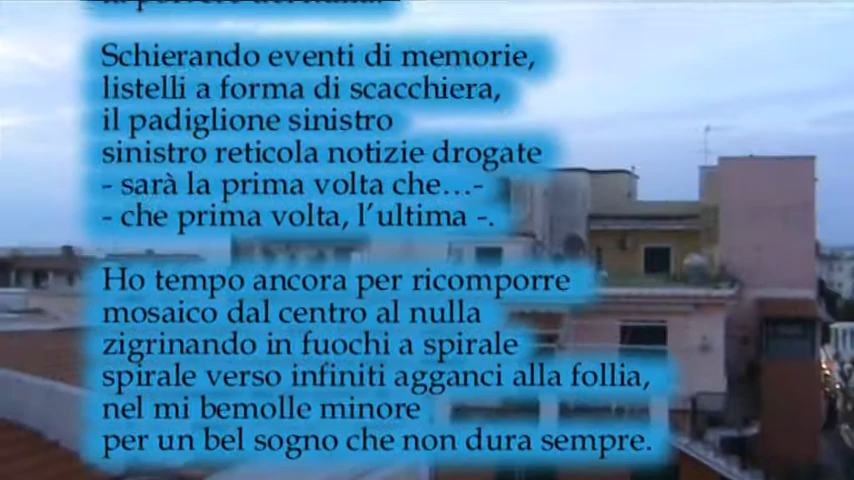 Schierando eventi di memorie,
listelli a forma di scacchiera,
il padiglione sinistro
sinistro reticola notizie drogate
- sarà la prima volta che...-
- che prima volta, l'ultima -.
Ho tempo ancora per ricomporre
mosaico dal centro al nulla
zigrinando in fuochi a spirale
spirale verso infiniti agganci alla follia,
nel mi bemolle minore
per un bel sogno che non dura sempre.